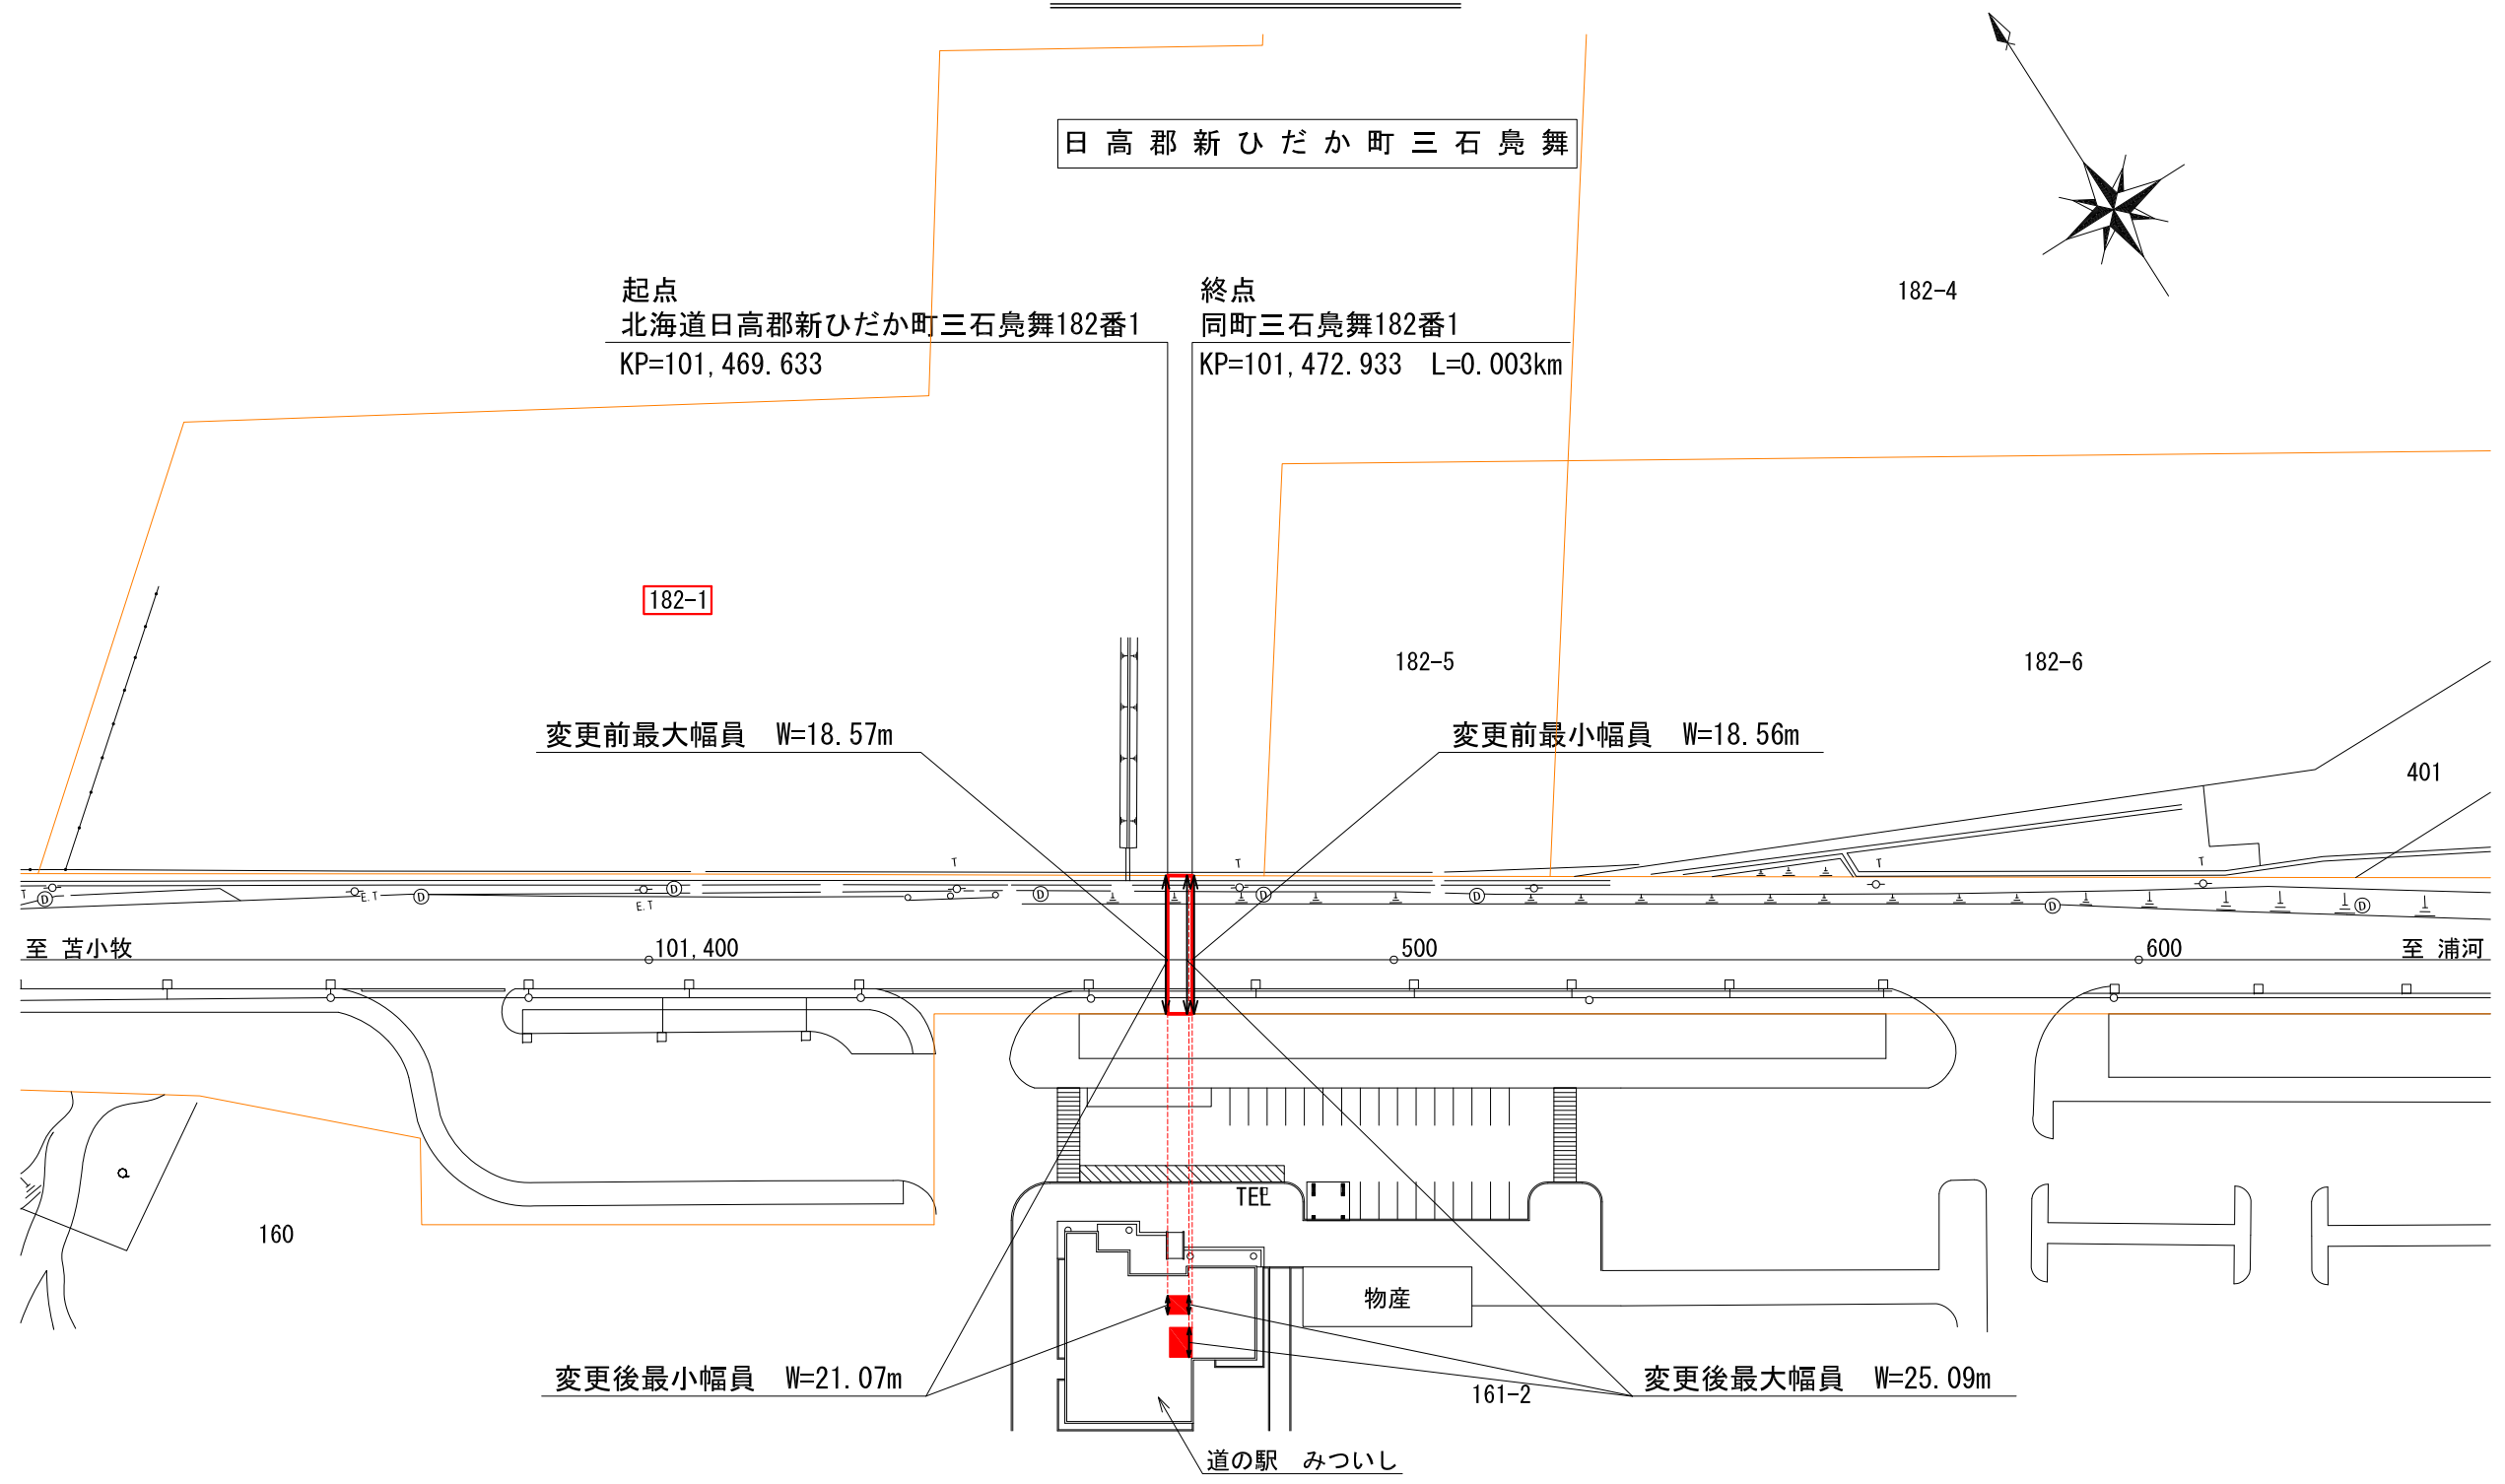 日高郡新ひだか町三石鳧舞
182-4
起点
北海道日高郡新ひだか町三石鳧舞182番1
KP=101,469.633
終点
同町三石鳧舞182番1
KP=101,472.933　L=0.003km
182-1
182-5
182-6
変更前最大幅員　W=18.57m
変更前最小幅員　W=18.56m
401
T
T
T
T
T
E.T
E.T
D
D
D
D
D
D
D
D
至 苫小牧
101,400
500
600
至 浦河
TEL
160
物産
変更後最小幅員　W=21.07m
変更後最大幅員　W=25.09m
161-2
道の駅　みついし